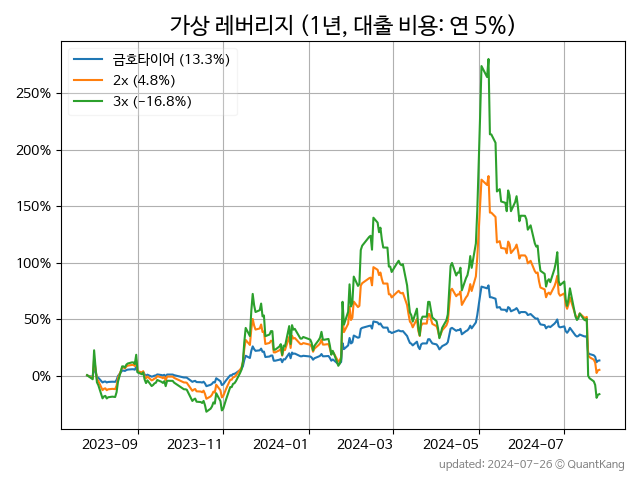 가상 레버리지 (1년, 대출 비용: 연 5%)
금호타이어 (13.3%)
2x (4.8%)
3x (-16.8%)
250%
200%
150%
100%
50%
0%
2023-09 2023-11 2024-01 2024-03 2024-05 2024-07
updated: 2024-07-26 © QuantKang